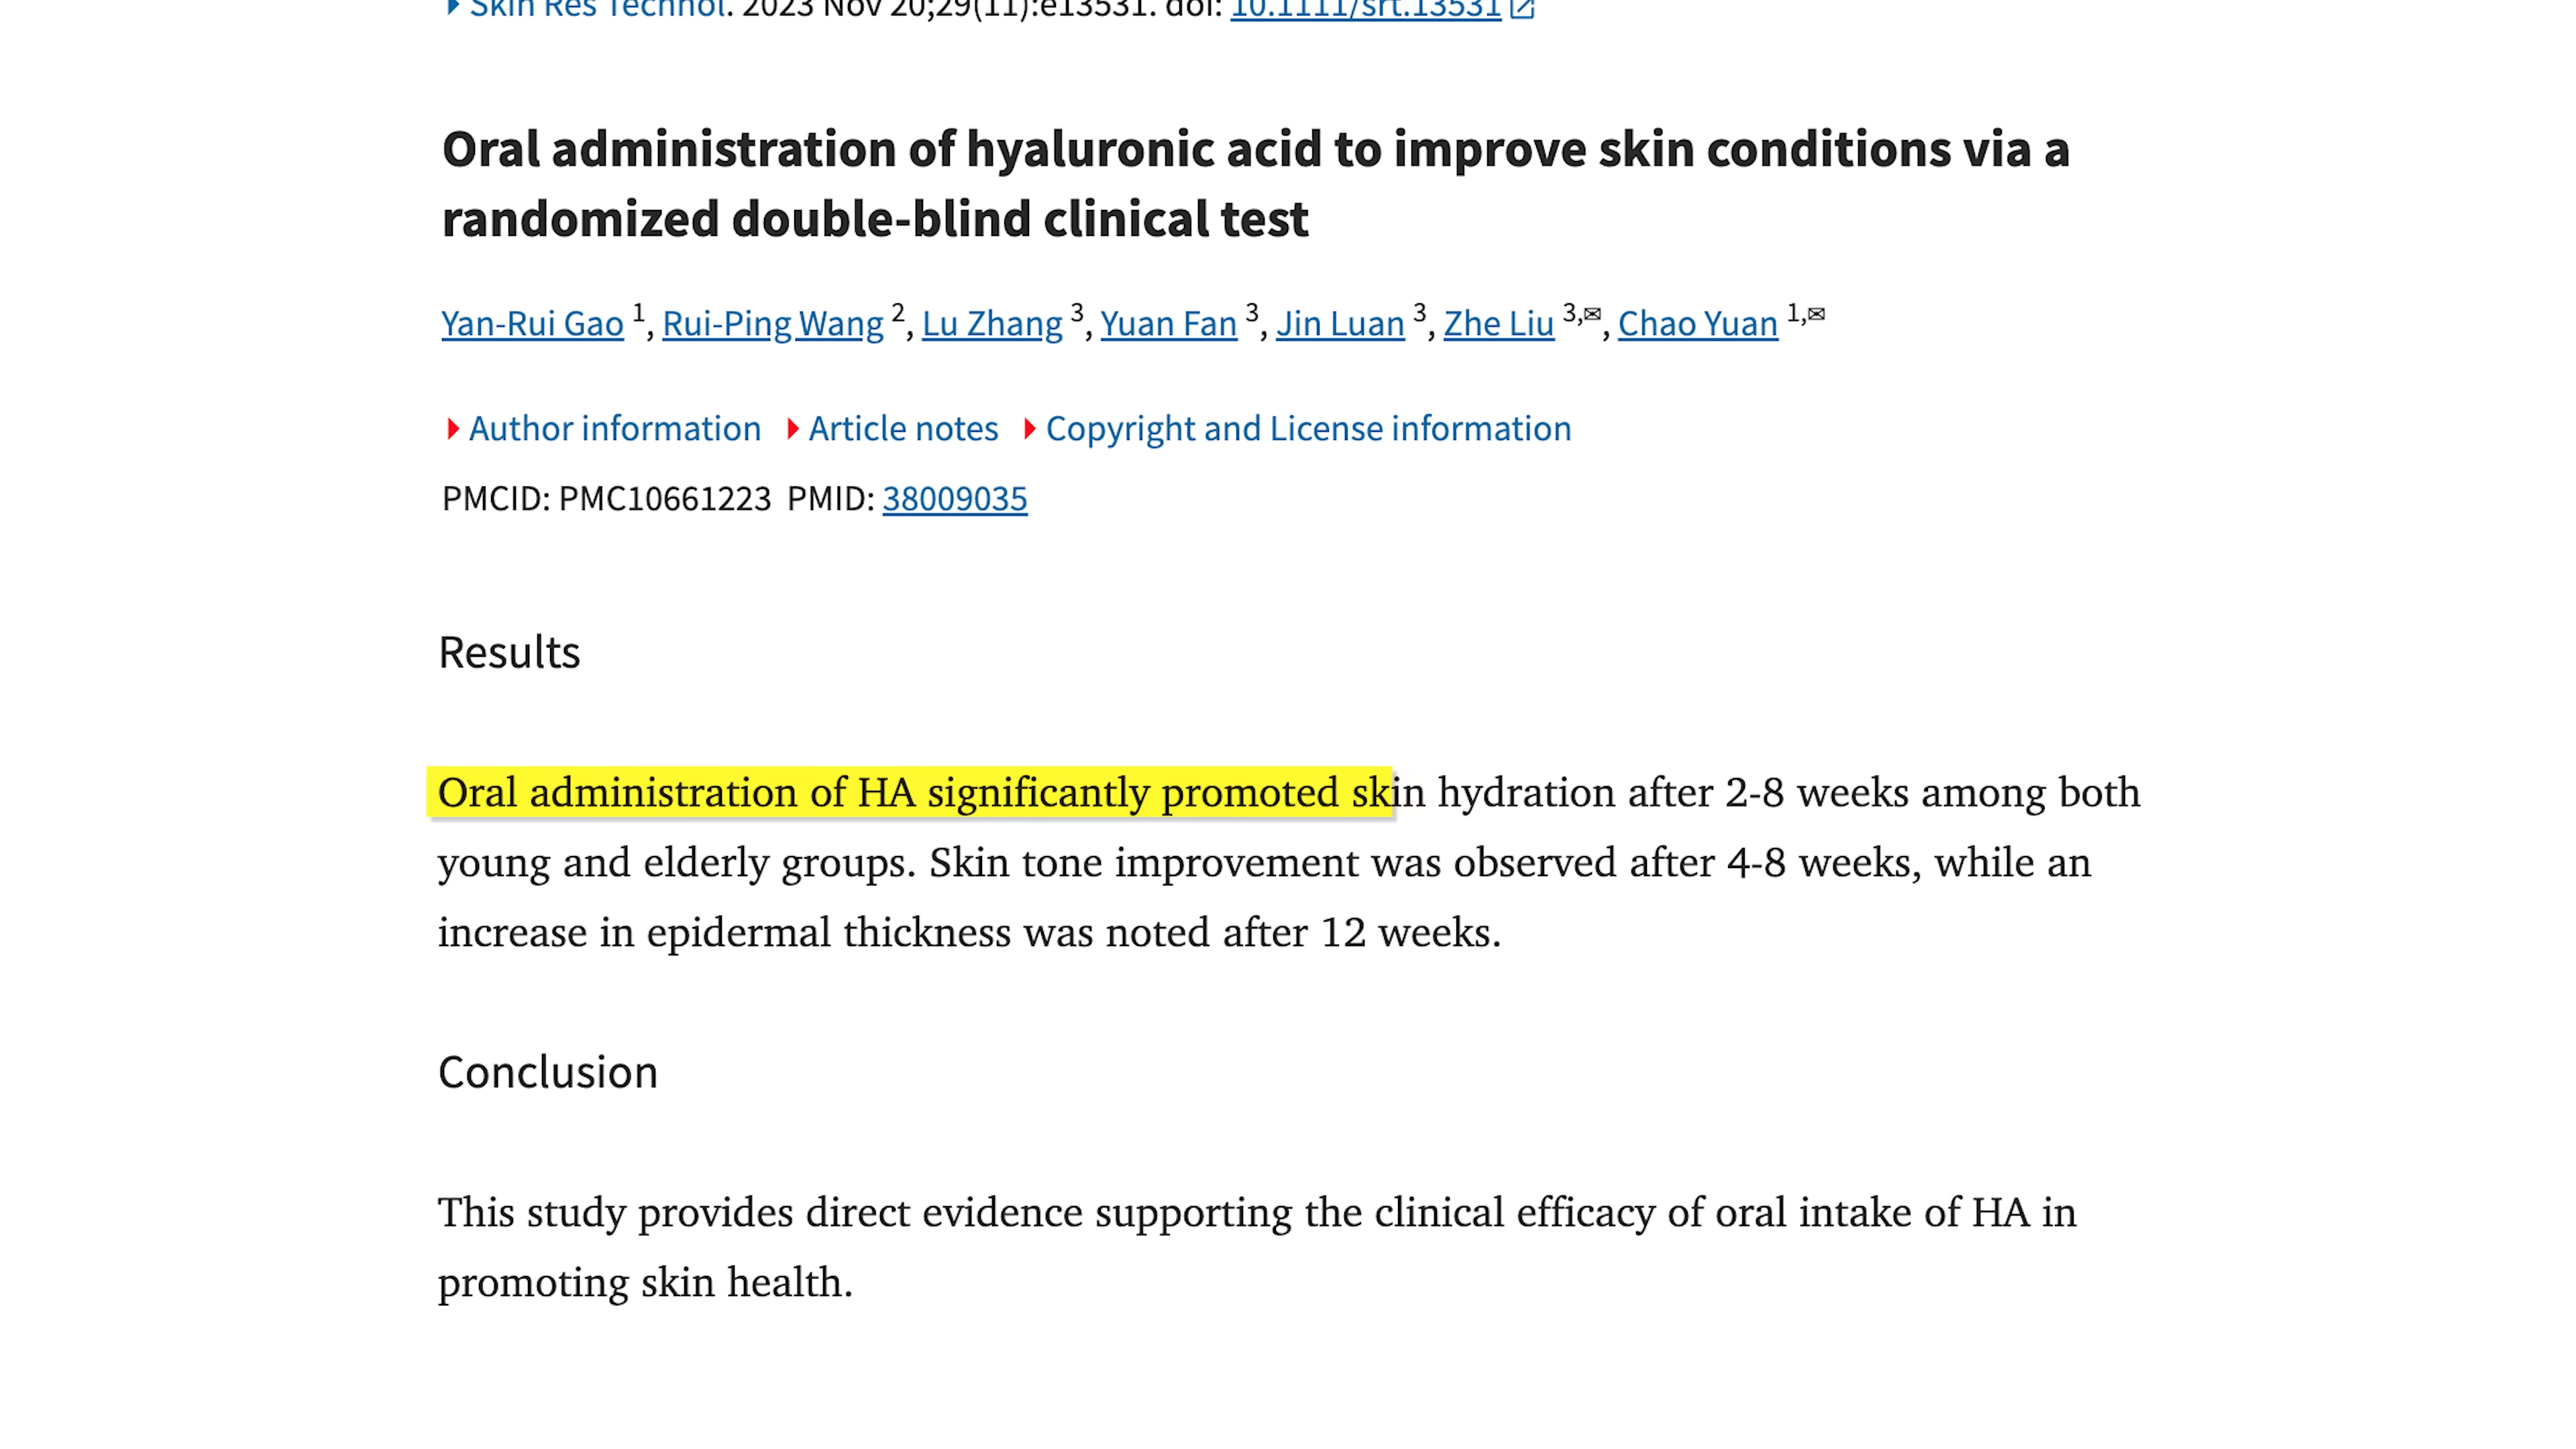 Skin Res Technol. 2023 Nov 20;29(11):e13531. doi: 10.1111/srt.13531
Oral administration of hyaluronic acid to improve skin conditions via a
randomized double-blind clinical test
Yan-Rui Gao 1, Rui-Ping Wang 2, Lu Zhang 3, Yuan Fan 3, Jin Luan 3, Zhe Liu 3,✉, Chao Yuan 1,✉
Author information Article notes Copyright and License information
PMCID: PMC10661223 PMID: 38009035
Results
Oral administration of HA significantly promoted skin hydration after 2-8 weeks among both
young and elderly groups. Skin tone improvement was observed after 4-8 weeks, while an
increase in epidermal thickness was noted after 12 weeks.
Conclusion
This study provides direct evidence supporting the clinical efficacy of oral intake of HA in
promoting skin health.